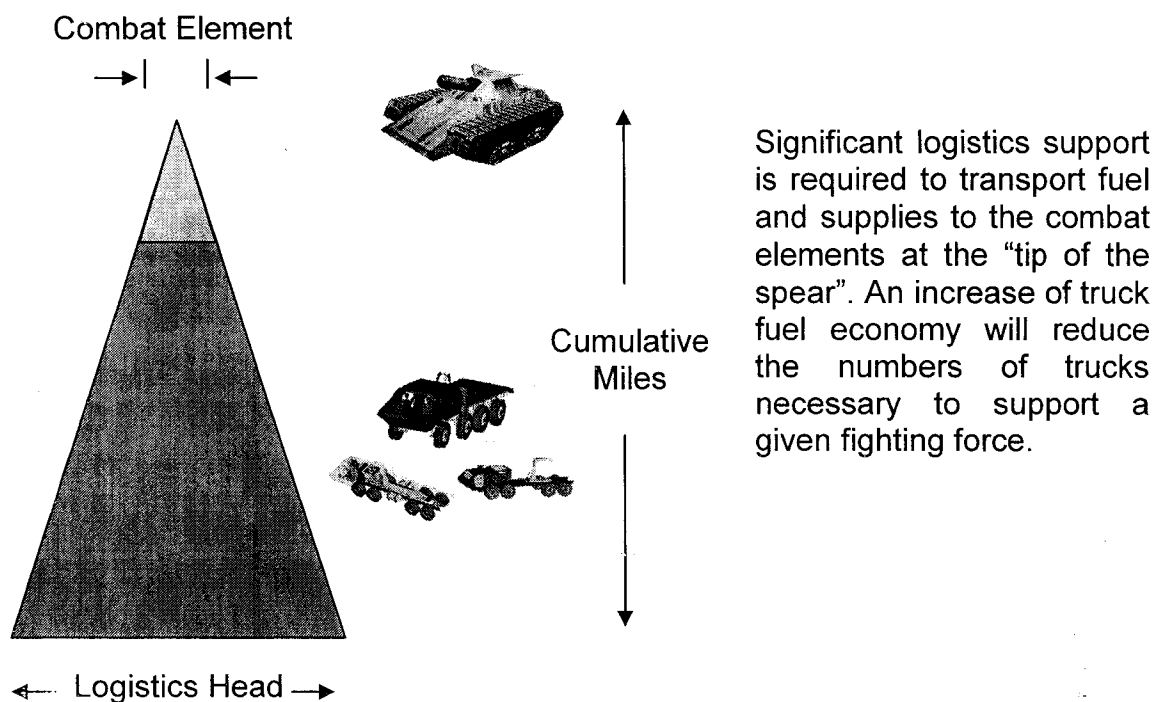 Combat Element
Significant logistics support
is required to transport fuel
and supplies to the combat
elements at the “tip of the
spear”. An increase of truck
fuel economy will reduce
the numbers of trucks
necessary to support a
given fighting force.
Cumulative
Miles
Logistics Head